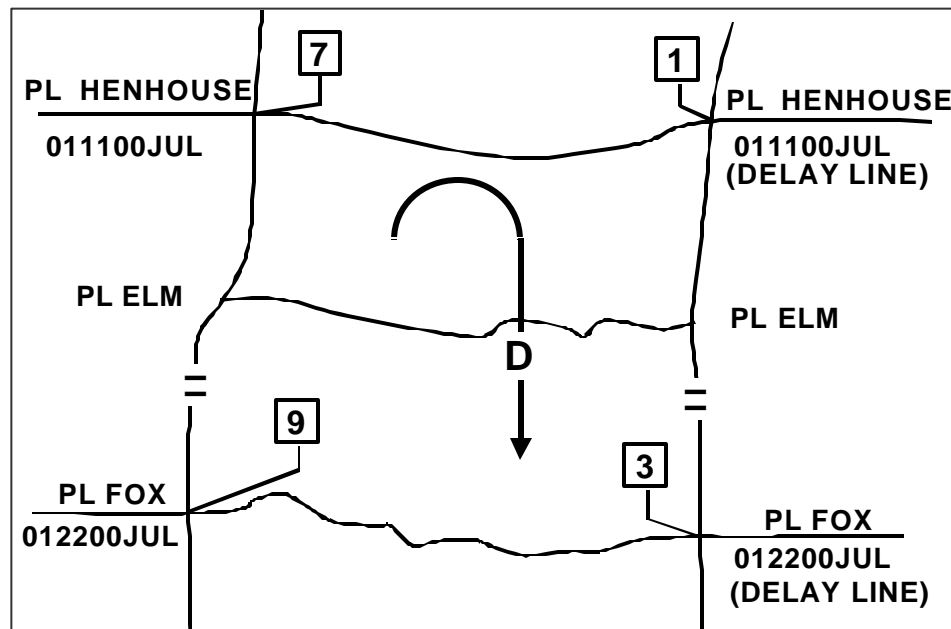 7
1
PL HENHOUSE
PL HENHOUSE
011100JUL
011100JUL
(DELAY LINE)
PL ELM
PL ELM
D
=
=
9
3
PL FOX
PL FOX
012200JUL
012200JUL
(DELAY LINE)